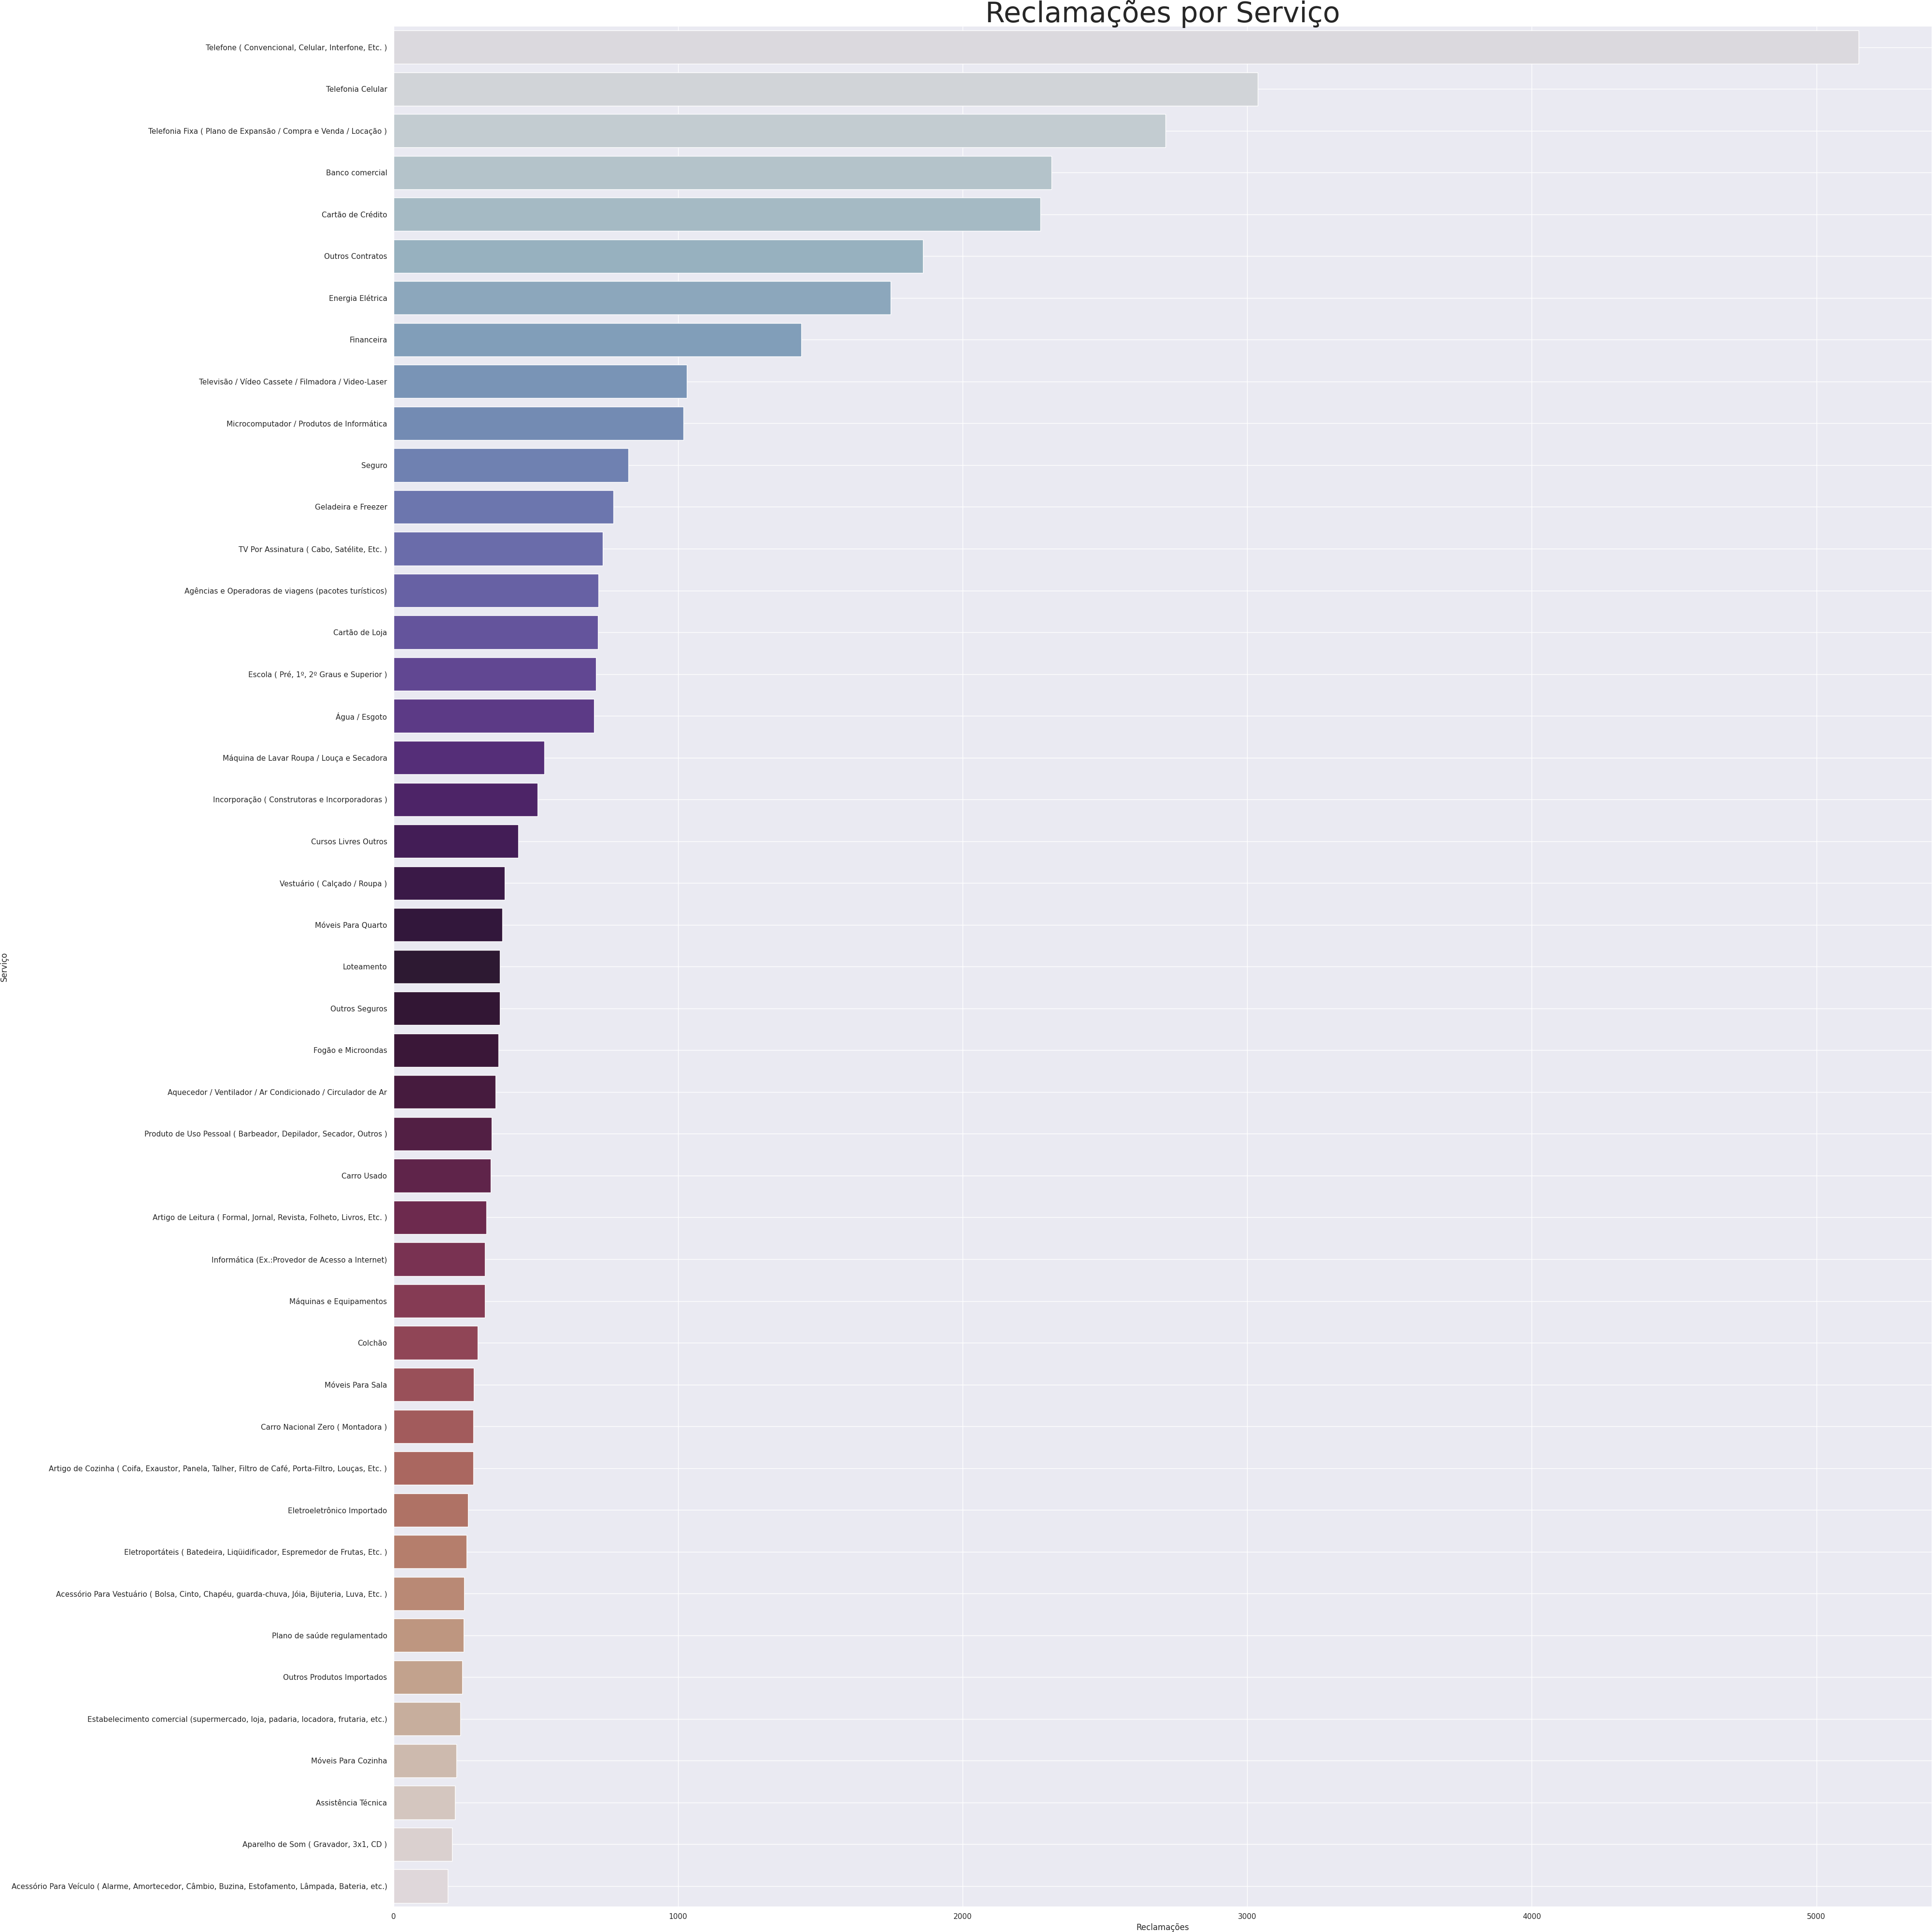 Reclamações por Serviço
Telefone ( Convencional, Celular, Interfone, Etc. )
Telefonia Celular
Telefonia Fixa ( Plano de Expansão / Compra e Venda / Locação )
Banco comercial
Cartão de Crédito
Outros Contratos
Energia Elétrica
Financeira
Televisão / Vídeo Cassete / Filmadora / Video-Laser
Microcomputador / Produtos de Informática
Seguro
Geladeira e Freezer
TV Por Assinatura ( Cabo, Satélite, Etc. )
Agências e Operadoras de viagens (pacotes turísticos)
Cartão de Loja
Escola ( Pré, 1º, 2º Graus e Superior )
Água / Esgoto
Máquina de Lavar Roupa / Louça e Secadora
Incorporação ( Construtoras e Incorporadoras )
Cursos Livres Outros
Vestuário ( Calçado / Roupa )
Móveis Para Quarto
Serviço
Loteamento
Outros Seguros
Fogão e Microondas
Aquecedor / Ventilador / Ar Condicionado / Circulador de Ar
Produto de Uso Pessoal ( Barbeador, Depilador, Secador, Outros )
Carro Usado
Artigo de Leitura ( Formal, Jornal, Revista, Folheto, Livros, Etc. )
Informática (Ex.:Provedor de Acesso a Internet)
Máquinas e Equipamentos
Colchão
Móveis Para Sala
Carro Nacional Zero ( Montadora )
Artigo de Cozinha ( Coifa, Exaustor, Panela, Talher, Filtro de Café, Porta-Filtro, Louças, Etc. )
Eletroeletrônico Importado
Eletroportáteis ( Batedeira, Liqüidificador, Espremedor de Frutas, Etc. )
Acessório Para Vestuário ( Bolsa, Cinto, Chapéu, guarda-chuva, Jóia, Bijuteria, Luva, Etc. )
Plano de saúde regulamentado
Outros Produtos Importados
Estabelecimento comercial (supermercado, loja, padaria, locadora, frutaria, etc.)
Móveis Para Cozinha
Assistência Técnica
Aparelho de Som ( Gravador, 3x1, CD )
Acessório Para Veículo ( Alarme, Amortecedor, Câmbio, Buzina, Estofamento, Lâmpada, Bateria, etc.)
0 1000 2000 3000 4000 5000
Reclamações